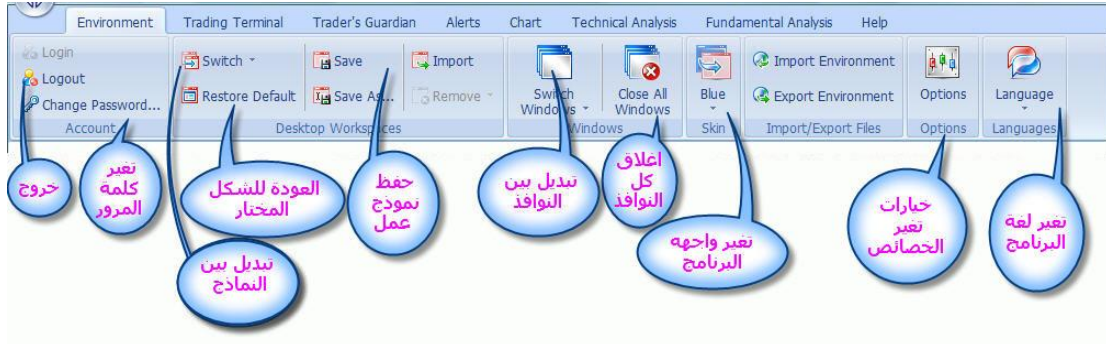 Environment Trading Terminal Trader's Guardian Alerts Chart Technical Analysis Fundamental Analysis Help
Login
Logout
Change Password...
Account
Switch
Restore Default
Save
Save As...
Import
Remove
Desktop Workspaces
Switch
Windows
Close All
Windows
Windows
Blue
Skin
Import Environment
Export Environment
Import/Export Files
Options
Options
Language
Languages
خروج
تغير
كلمة
المرور
تبديل بين
النماذج
العودة للشكل
المختار
حفظ
نموذج
عمل
تبديل بين
النوافذ
اغلاق
كل
النوافذ
تغير واجهه
البرنامج
خيارات
تغير
الخصائص
تغير لغة
البرنامج